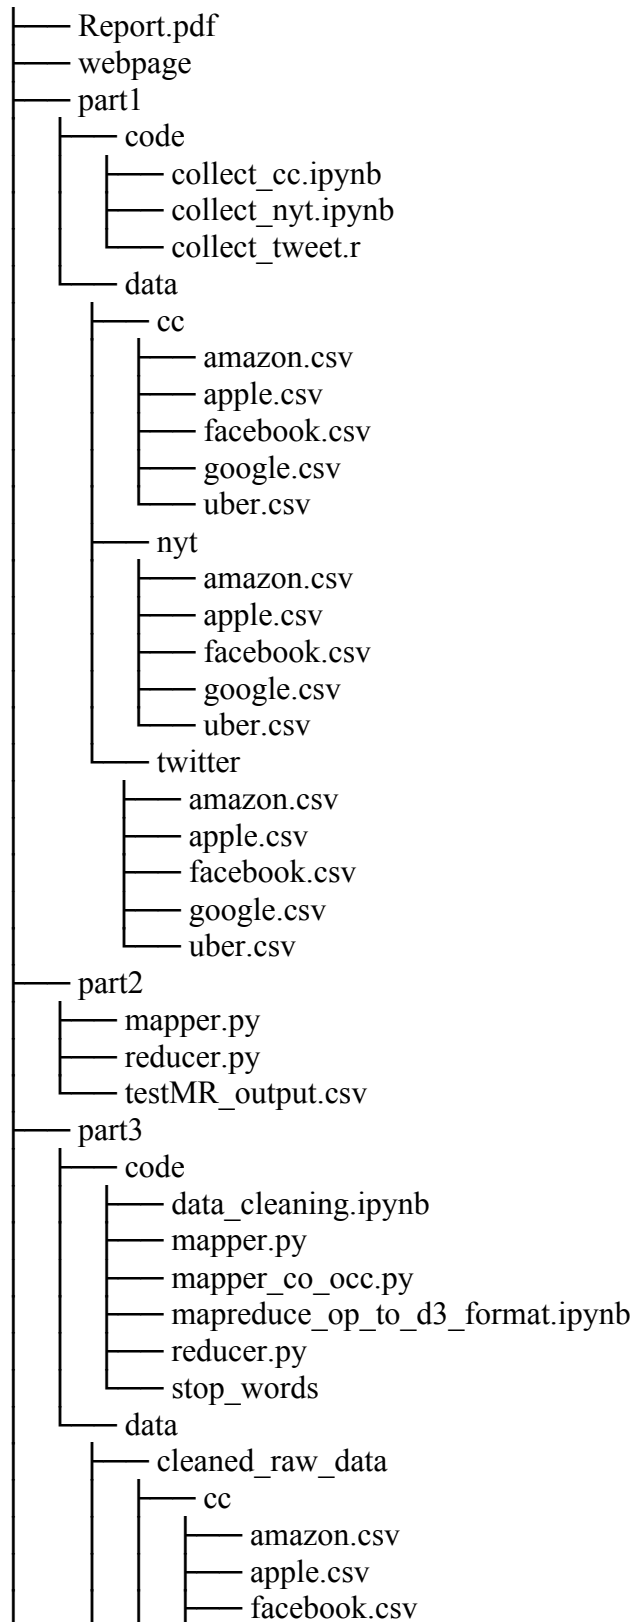 Report.pdf
webpage
part1
code
collect_cc.ipynb
collect_nyt.ipynb
collect_tweet.r
data
cc
amazon.csv
apple.csv
facebook.csv
google.csv
uber.csv
nyt
amazon.csv
apple.csv
facebook.csv
google.csv
uber.csv
twitter
amazon.csv
apple.csv
facebook.csv
google.csv
uber.csv
part2
mapper.py
reducer.py
testMR_output.csv
part3
code
data_cleaning.ipynb
mapper.py
mapper_co_occ.py
mapreduce_op_to_d3_format.ipynb
reducer.py
stop_words
data
cleaned_raw_data
cc
amazon.csv
apple.csv
facebook.csv